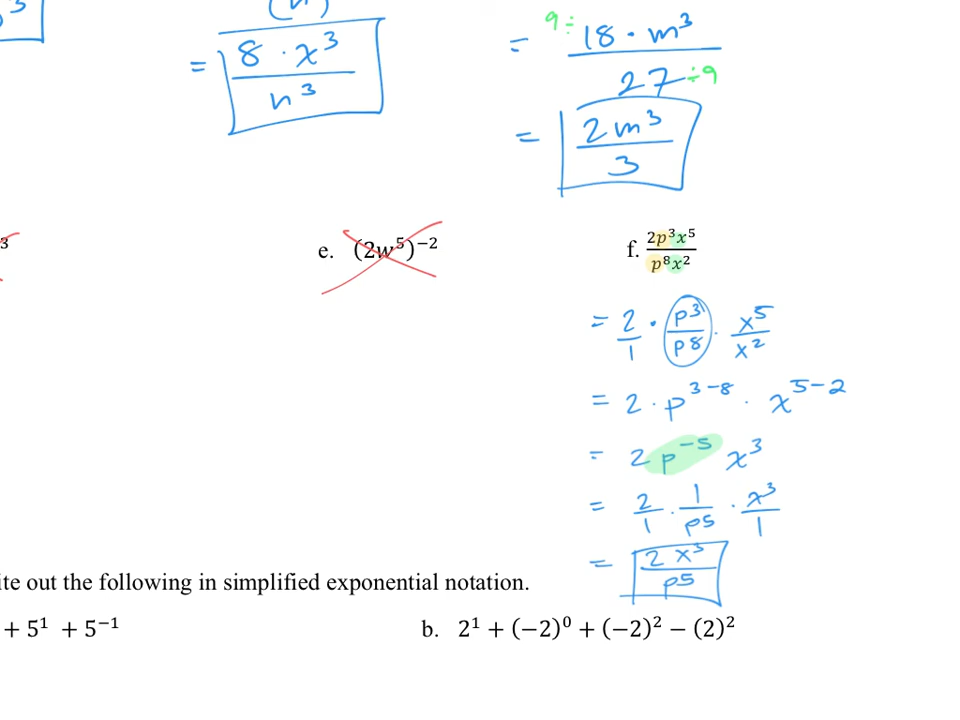 = 8 · x³ / n³
= 9÷ 18 · m³ / 27 ÷9
= 2m³ / 3
3
e. (2w⁵)⁻²
f. 2p³x⁵ / p⁸x²
= 2/1 · p³/p⁸ · x⁵/x²
= 2 · p³⁻⁸ · x⁵⁻²
= 2 p⁻⁵ x³
= 2/1 · 1/p⁵ · x³/1
= 2x³ / p⁵
ite out the following in simplified exponential notation.
+ 5¹ + 5⁻¹
b. 2¹ + (−2)⁰ + (−2)² − (2)²